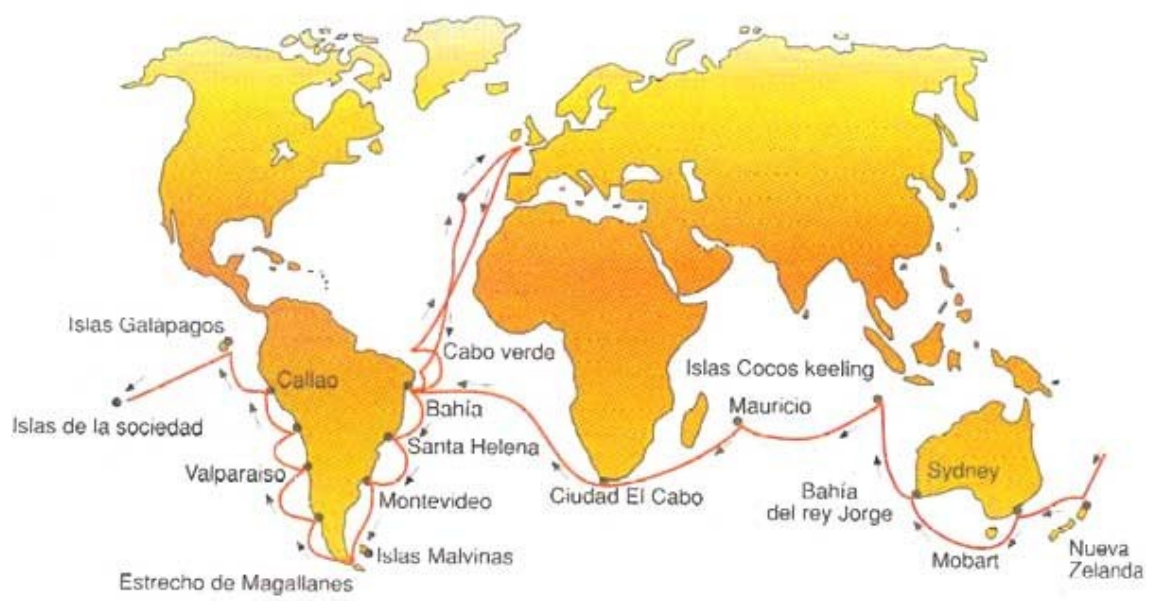 Islas Galápagos
Cabo verde
Islas Cocos keeling
Callao
Mauricio
Islas de la sociedad
Bahía
Santa Helena
Valparaiso
Sydney
Montevideo
Ciudad El Cabo
Bahía
del rey Jorge
Islas Malvinas
Mobart
Nueva
Zelanda
Estrecho de Magallanes